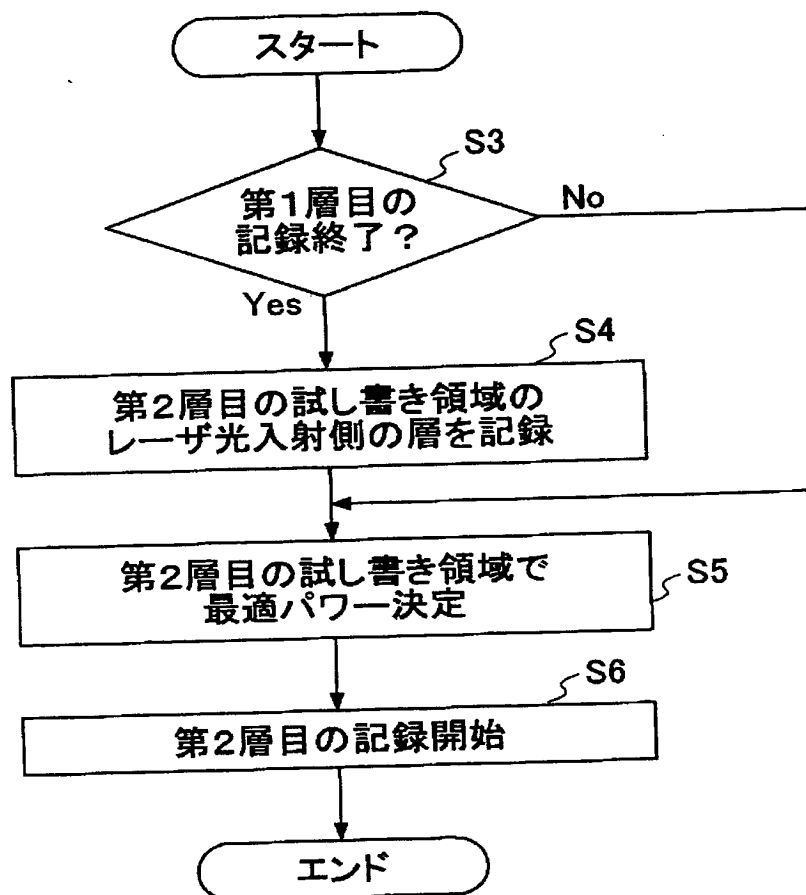 スタート
S3
第1層目の
記録終了?
No
Yes
S4
第2層目の試し書き領域の
レーザ光入射側の層を記録
第2層目の試し書き領域で
最適パワー決定
S5
S6
第2層目の記録開始
エンド